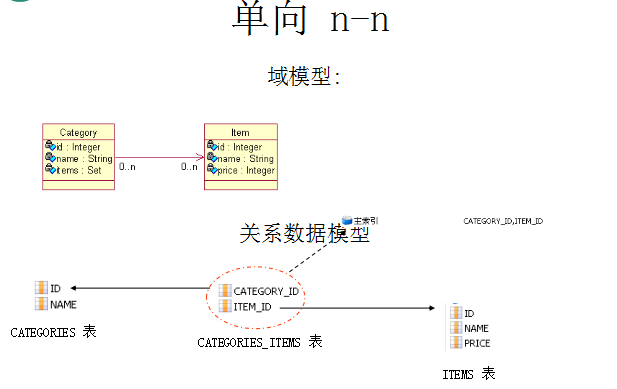 单向 n-n
域模型:
Category
id : Integer
name : String
items : Set
0..n
0..n
Item
id : Integer
name : String
price : Integer
关系数据模型
主索引
CATEGORY_ID,ITEM_ID
ID
NAME
CATEGORIES 表
CATEGORY_ID
ITEM_ID
CATEGORIES_ITEMS 表
ID
NAME
PRICE
ITEMS 表